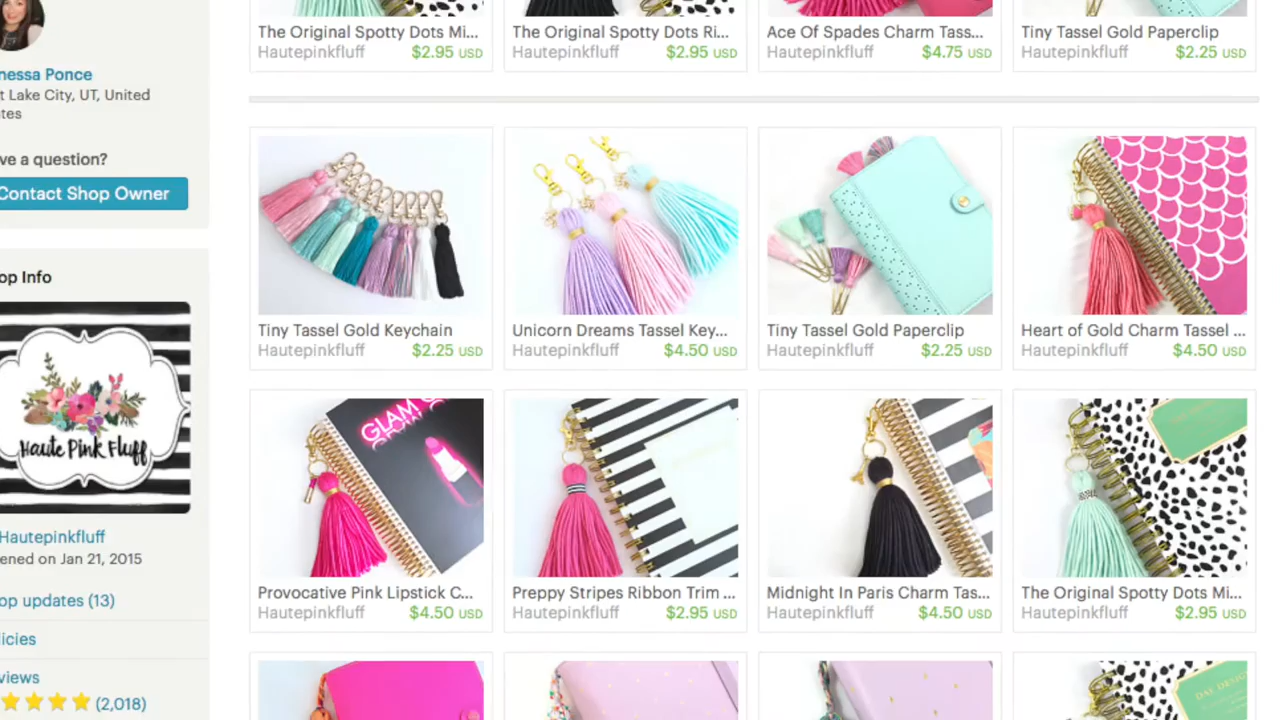 nessa Ponce
t Lake City, UT, United
tes
ve a question?
Contact Shop Owner
op Info
Haute Pink Fluff
Hautepinkfluff
ened on Jan 21, 2015
op updates (13)
licies
views
(2,018)
The Original Spotty Dots Mi...
Hautepinkfluff $2.95 USD
The Original Spotty Dots Ri...
Hautepinkfluff $2.95 USD
Ace Of Spades Charm Tass...
Hautepinkfluff $4.75 USD
Tiny Tassel Gold Paperclip
Hautepinkfluff $2.25 USD
Tiny Tassel Gold Keychain
Hautepinkfluff $2.25 USD
Unicorn Dreams Tassel Key...
Hautepinkfluff $4.50 USD
Tiny Tassel Gold Paperclip
Hautepinkfluff $2.25 USD
Heart of Gold Charm Tassel ...
Hautepinkfluff $4.50 USD
GLAM
Provocative Pink Lipstick C...
Hautepinkfluff $4.50 USD
Preppy Stripes Ribbon Trim ...
Hautepinkfluff $2.95 USD
Midnight In Paris Charm Tas...
Hautepinkfluff $4.50 USD
The Original Spotty Dots Mi...
Hautepinkfluff $2.95 USD
DAY DESIG